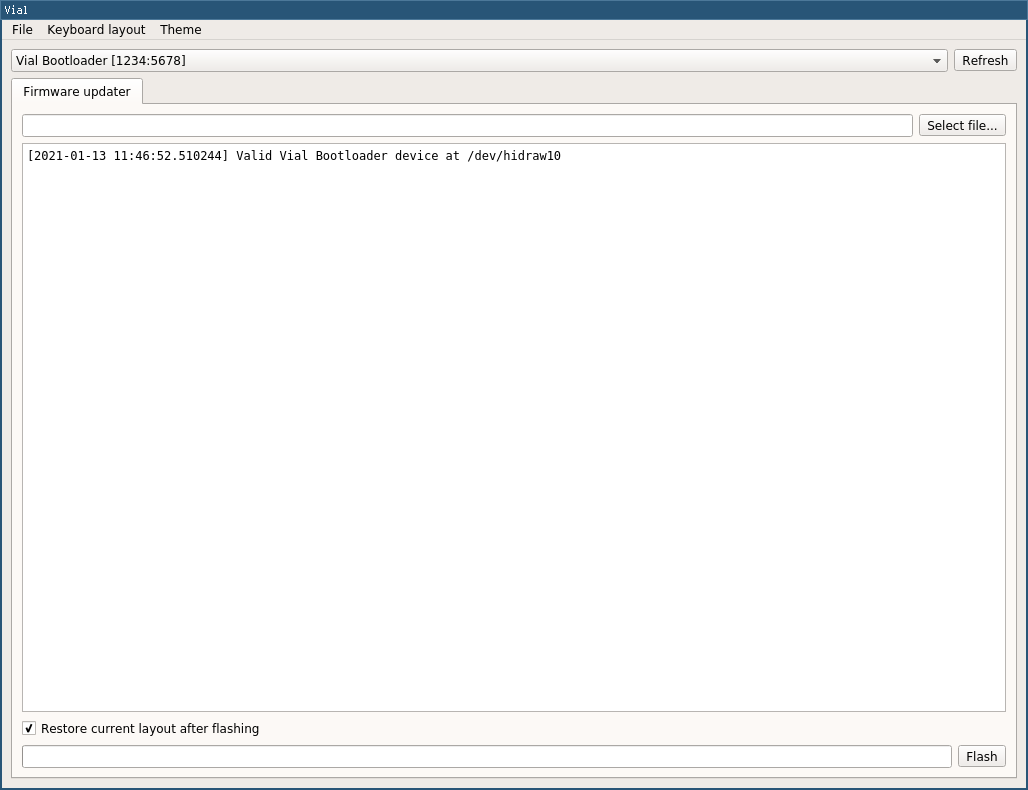 Vial
File Keyboard layout Theme
Vial Bootloader [1234:5678] Refresh
Firmware updater
Select file...
[2021-01-13 11:46:52.510244] Valid Vial Bootloader device at /dev/hidraw10
Restore current layout after flashing
Flash